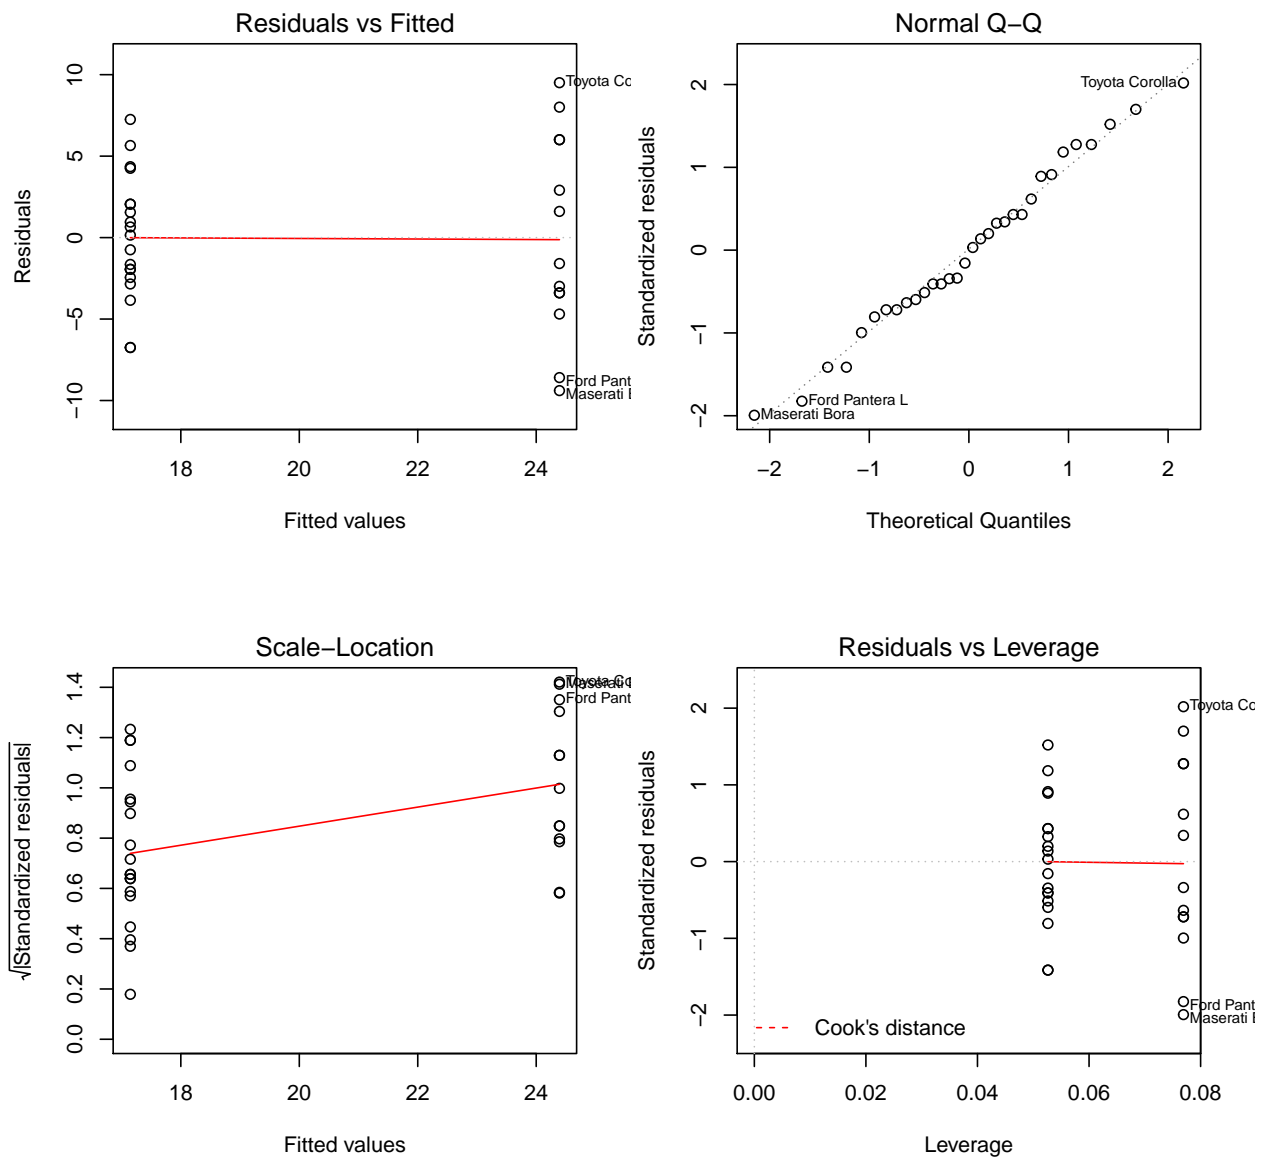 Residuals vs Fitted
10
5
0
−5
−10
Residuals
Toyota Co
Ford Pant
Maserati B
18 20 22 24
Fitted values
Normal Q−Q
2
1
0
−1
−2
Standardized residuals
Toyota Corolla
Ford Pantera L
Maserati Bora
−2 −1 0 1 2
Theoretical Quantiles
Scale−Location
1.4
1.2
1.0
0.8
0.6
0.4
0.2
0.0
√|Standardized residuals|
Toyota Co
Maserati B
Ford Pant
18 20 22 24
Fitted values
Residuals vs Leverage
2
1
0
−1
−2
Standardized residuals
Toyota Co
Ford Pant
Maserati B
Cook's distance
0.00 0.02 0.04 0.06 0.08
Leverage